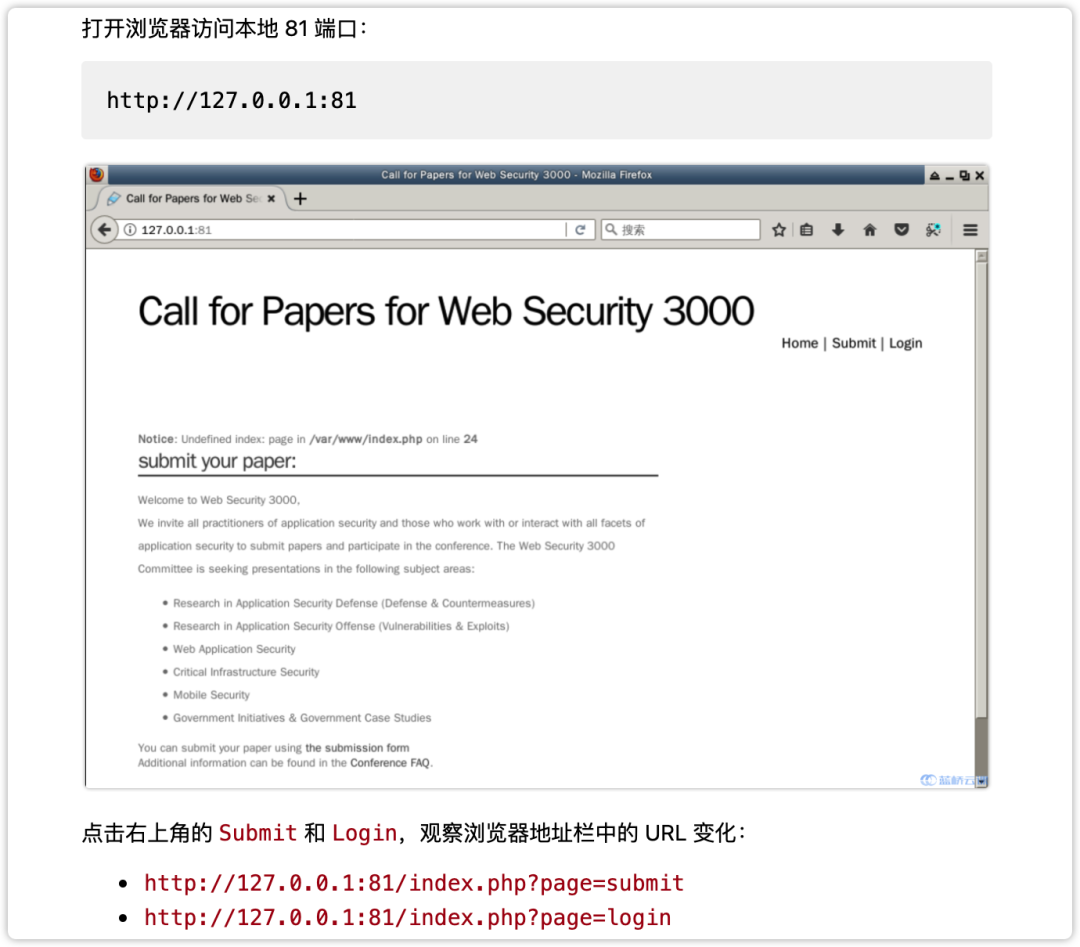 打开浏览器访问本地 81 端口：
http://127.0.0.1:81
Call for Papers for Web Security 3000 - Mozilla Firefox
Call for Papers for Web Se
127.0.0.1:81
搜索
Call for Papers for Web Security 3000
Home | Submit | Login
Notice: Undefined index: page in /var/www/index.php on line 24
submit your paper:
Welcome to Web Security 3000,
We invite all practitioners of application security and those who work with or interact with all facets of
application security to submit papers and participate in the conference. The Web Security 3000
Committee is seeking presentations in the following subject areas:
• Research in Application Security Defense (Defense & Countermeasures)
• Research in Application Security Offense (Vulnerabilities & Exploits)
• Web Application Security
• Critical Infrastructure Security
• Mobile Security
• Government Initiatives & Government Case Studies
You can submit your paper using the submission form
Additional information can be found in the Conference FAQ.
蓝桥云
点击右上角的 Submit 和 Login，观察浏览器地址栏中的 URL 变化：
• http://127.0.0.1:81/index.php?page=submit
• http://127.0.0.1:81/index.php?page=login